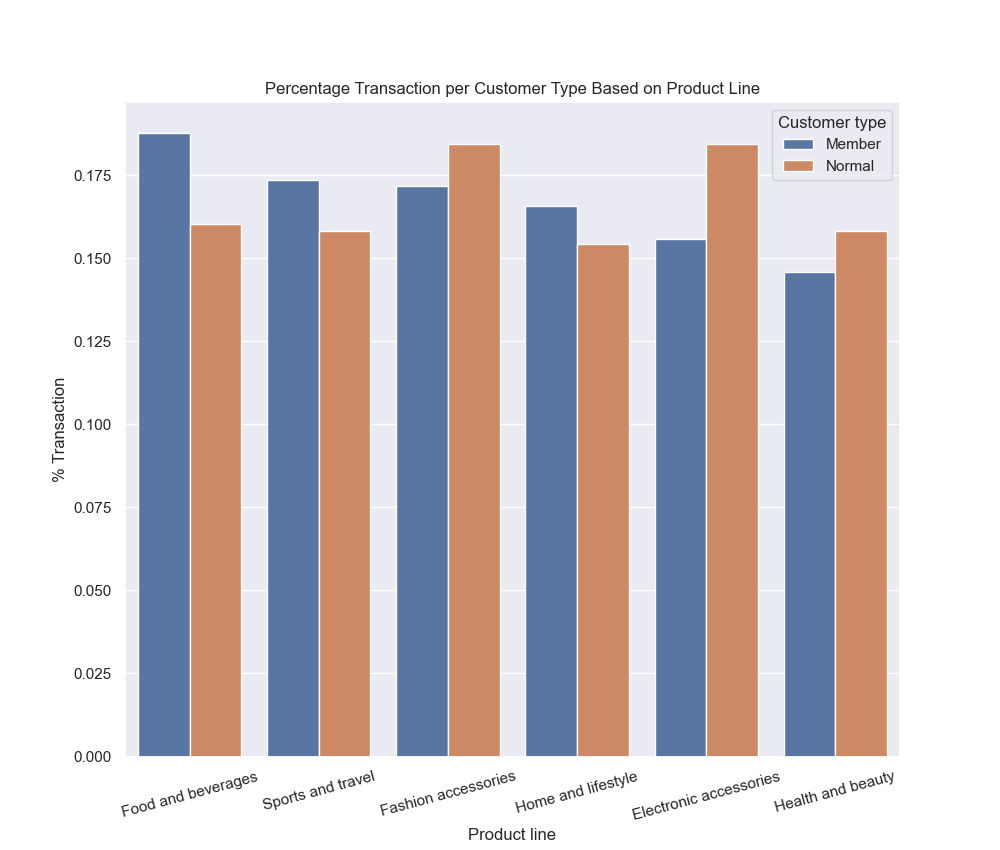 Percentage Transaction per Customer Type Based on Product Line
Customer type
Member
Normal
0.175
0.150
0.125
0.100
0.075
0.050
0.025
0.000
% Transaction
Food and beverages
Sports and travel
Fashion accessories
Home and lifestyle
Electronic accessories
Health and beauty
Product line